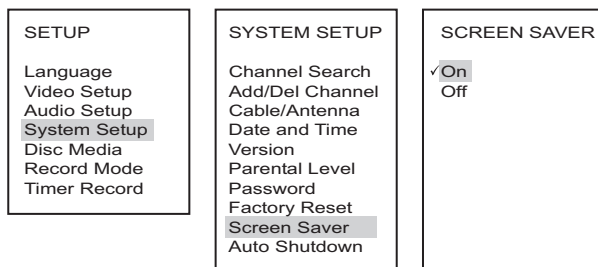 SETUP
Language
Video Setup
Audio Setup
System Setup
Disc Media
Record Mode
Timer Record
SYSTEM SETUP
Channel Search
Add/Del Channel
Cable/Antenna
Date and Time
Version
Parental Level
Password
Factory Reset
Screen Saver
Auto Shutdown
SCREEN SAVER
✓On
Off